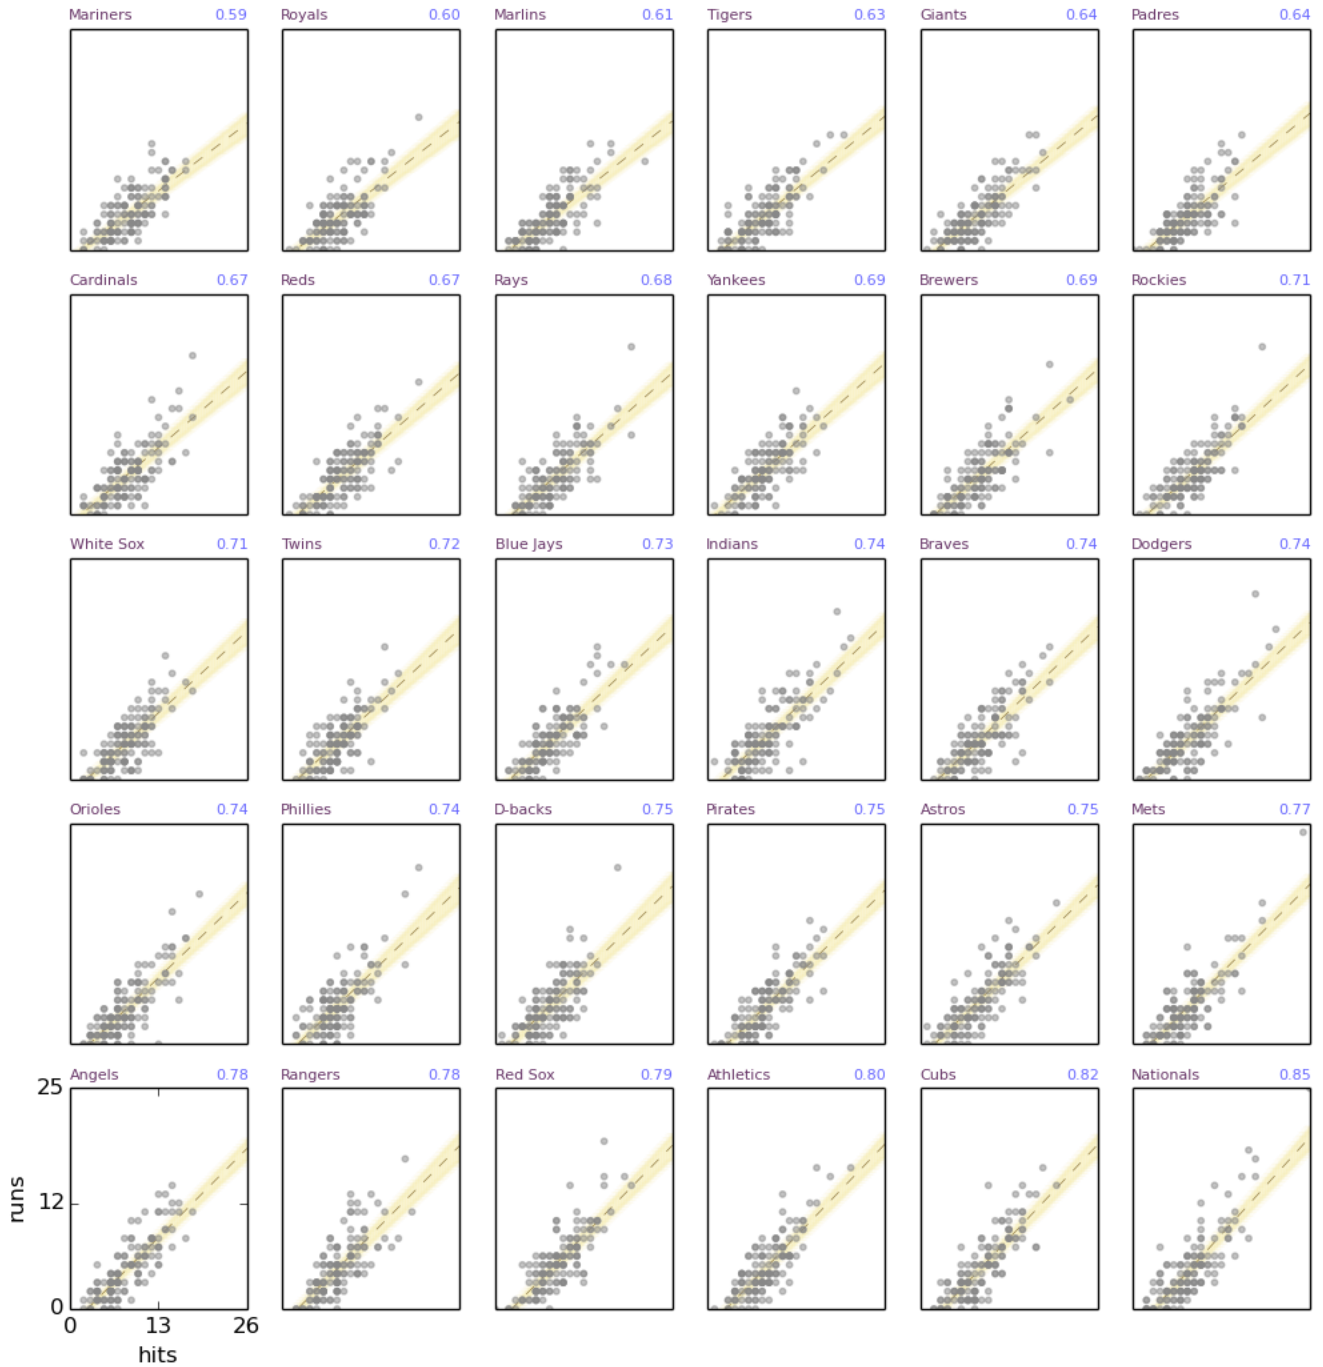 Mariners 0.59 Royals 0.60 Marlins 0.61 Tigers 0.63 Giants 0.64 Padres 0.64
Cardinals 0.67 Reds 0.67 Rays 0.68 Yankees 0.69 Brewers 0.69 Rockies 0.71
White Sox 0.71 Twins 0.72 Blue Jays 0.73 Indians 0.74 Braves 0.74 Dodgers 0.74
Orioles 0.74 Phillies 0.74 D-backs 0.75 Pirates 0.75 Astros 0.75 Mets 0.77
Angels 0.78 Rangers 0.78 Red Sox 0.79 Athletics 0.80 Cubs 0.82 Nationals 0.85
25
12
runs
0
0 13 26
hits